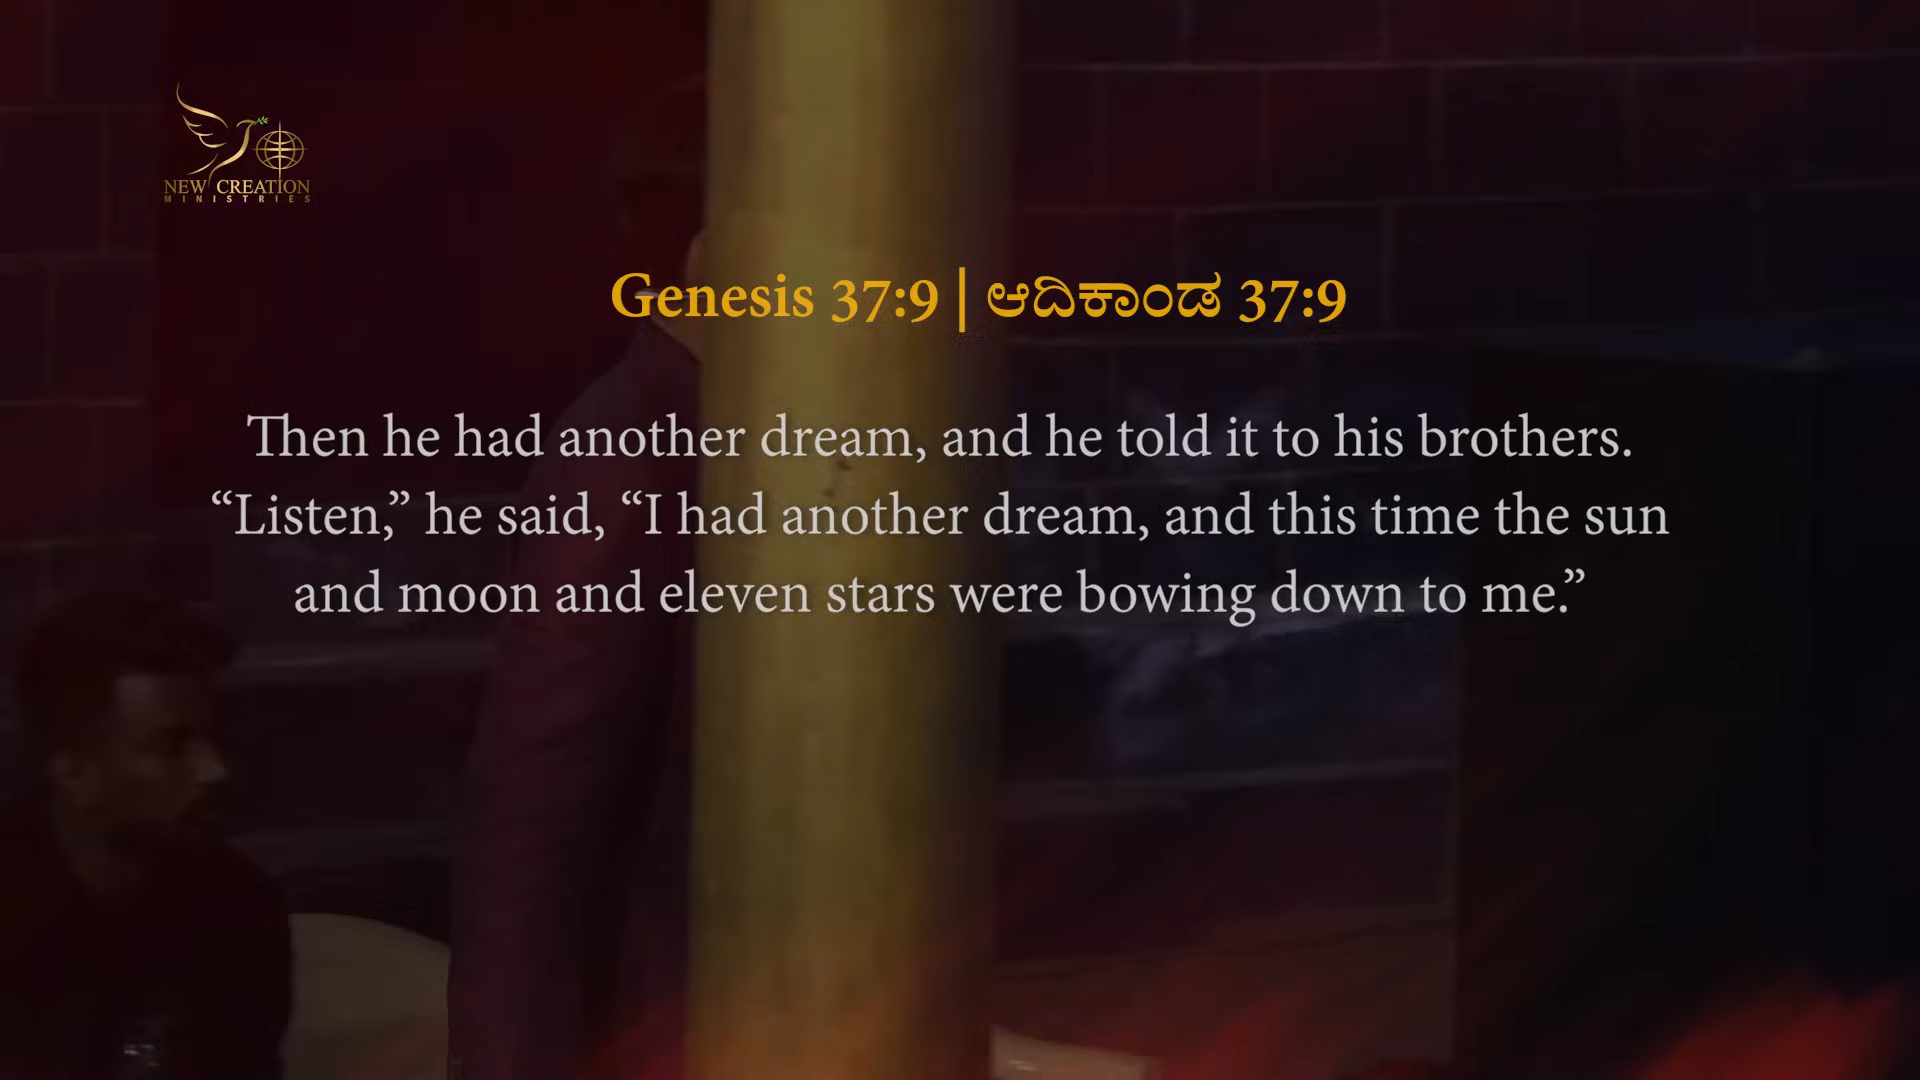 NEW CREATION
MINISTRIES
Genesis 37:9 | ಆದಿಕಾಂಡ 37:9
Then he had another dream, and he told it to his brothers.
“Listen,” he said, “I had another dream, and this time the sun
and moon and eleven stars were bowing down to me.”